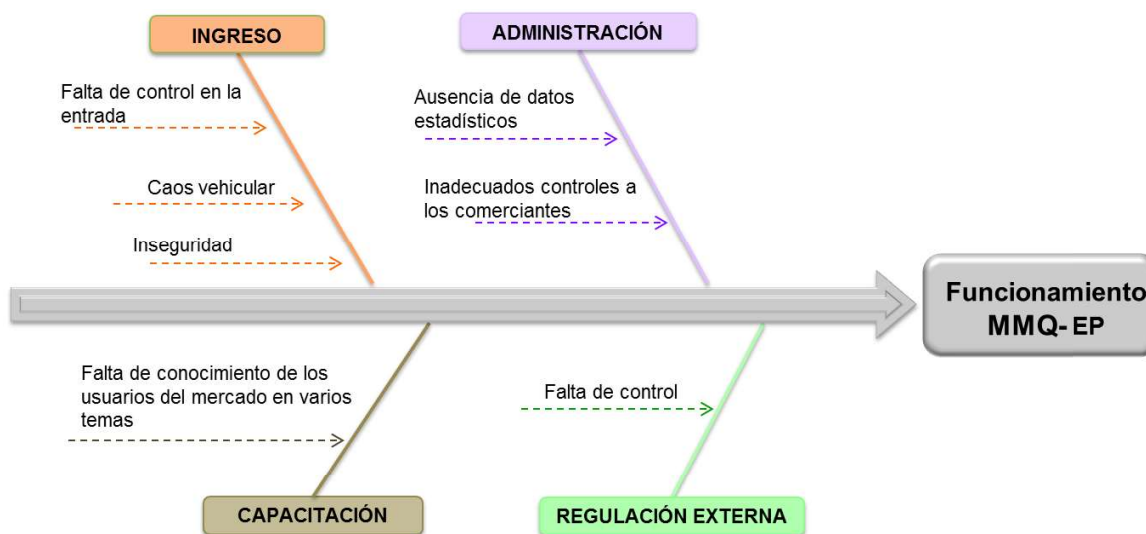 INGRESO
ADMINISTRACIÓN
Falta de control en la
entrada
Ausencia de datos
estadísticos
Caos vehicular
Inadecuados controles a
los comerciantes
Inseguridad
Funcionamiento
MMQ- EP
Falta de conocimiento de los
usuarios del mercado en varios
temas
Falta de control
CAPACITACIÓN
REGULACIÓN EXTERNA